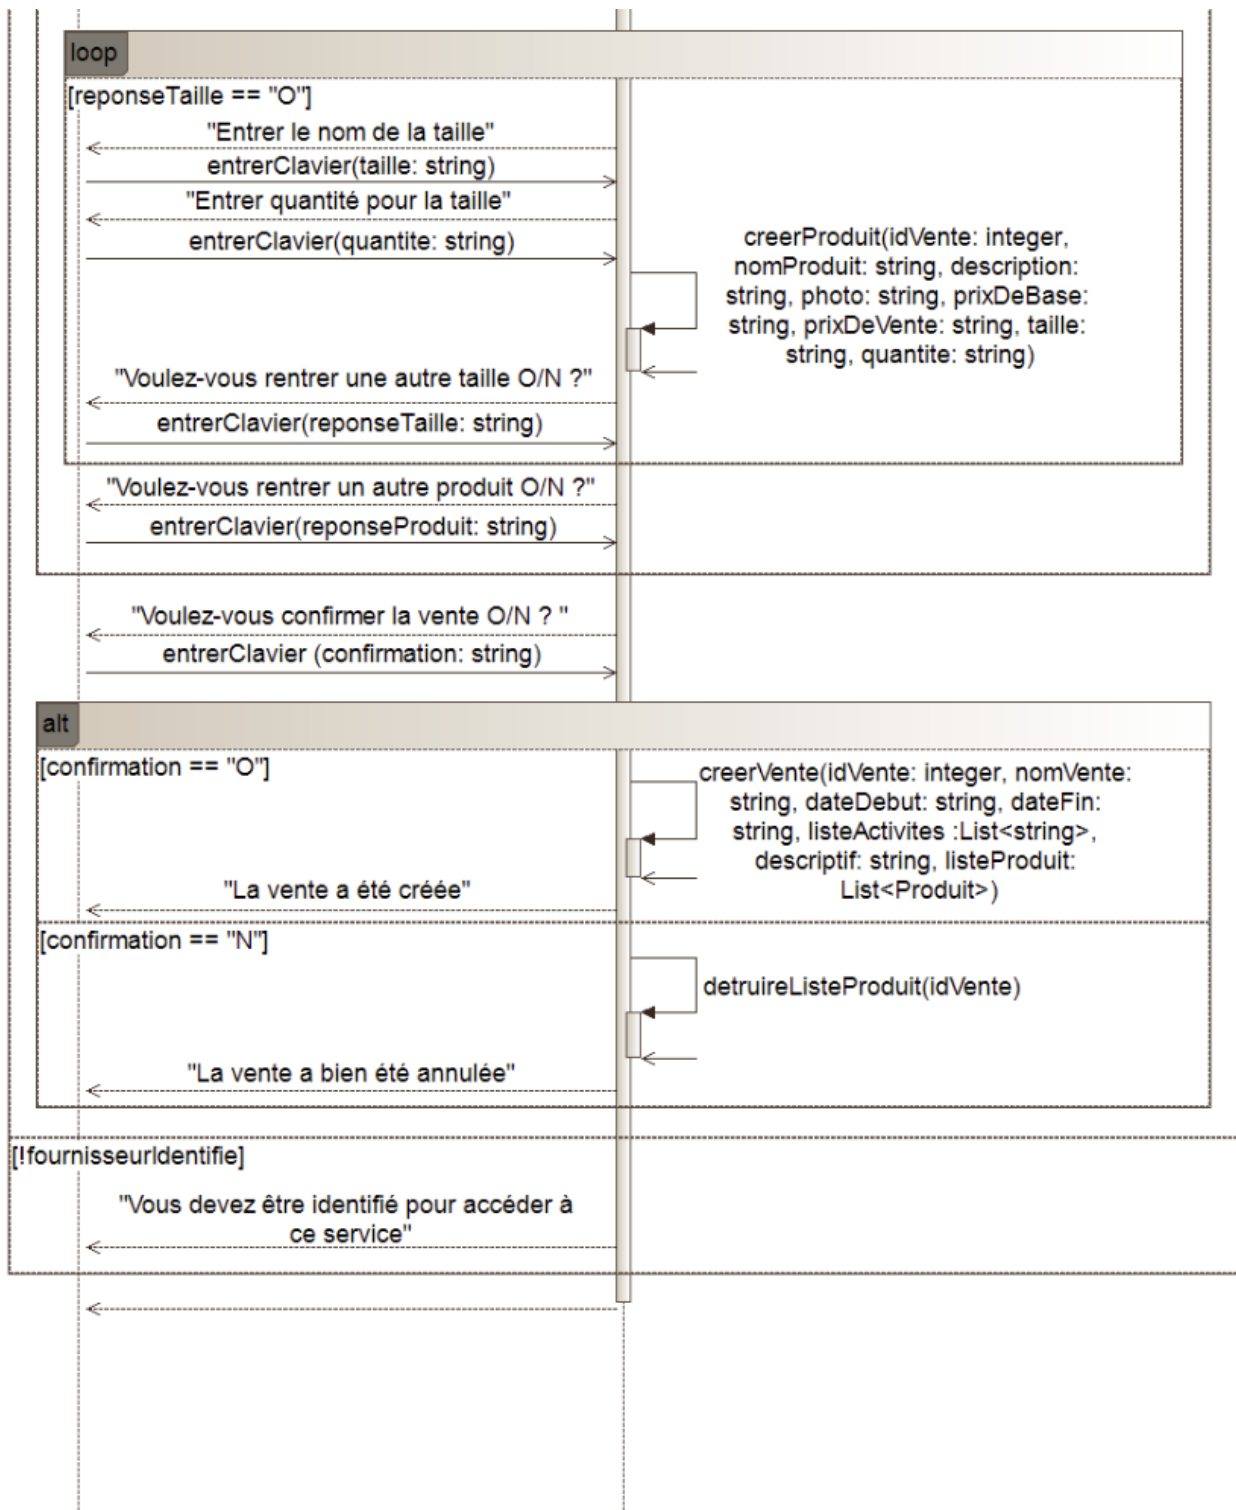 loop
[reponseTaille == "O"]
"Entrer le nom de la taille"
entrerClavier(taille: string)
"Entrer quantité pour la taille"
entrerClavier(quantite: string)
creerProduit(idVente: integer,
nomProduit: string, description:
string, photo: string, prixDeBase:
string, prixDeVente: string, taille:
string, quantite: string)
"Voulez-vous rentrer une autre taille O/N ?"
entrerClavier(reponseTaille: string)
"Voulez-vous rentrer un autre produit O/N ?"
entrerClavier(reponseProduit: string)
"Voulez-vous confirmer la vente O/N ? "
entrerClavier (confirmation: string)
alt
[confirmation == "O"]
creerVente(idVente: integer, nomVente:
string, dateDebut: string, dateFin:
string, listeActivites :List<string>,
descriptif: string, listeProduit:
List<Produit>)
"La vente a été créée"
[confirmation == "N"]
detruireListeProduit(idVente)
"La vente a bien été annulée"
[!fournisseurIdentifie]
"Vous devez être identifié pour accéder à
ce service"